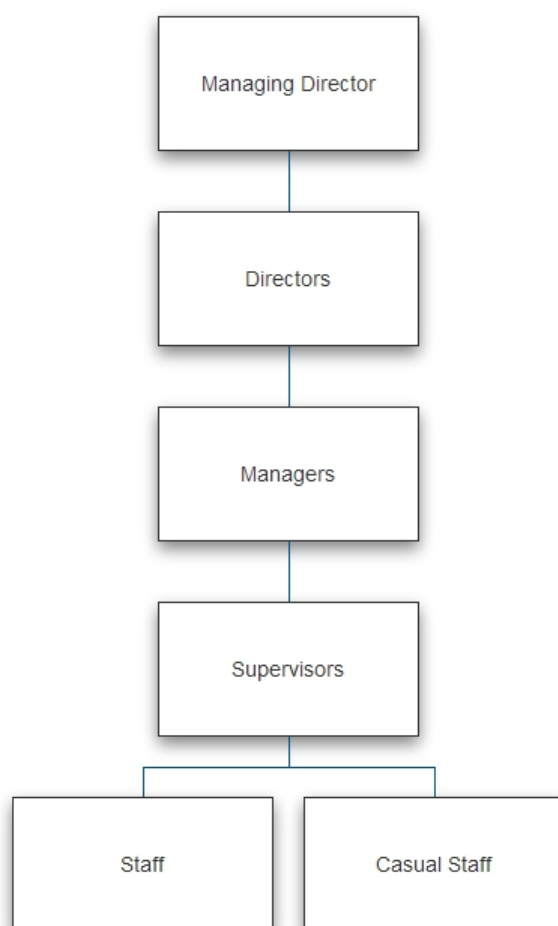 Managing Director
Directors
Managers
Supervisors
Staff
Casual Staff